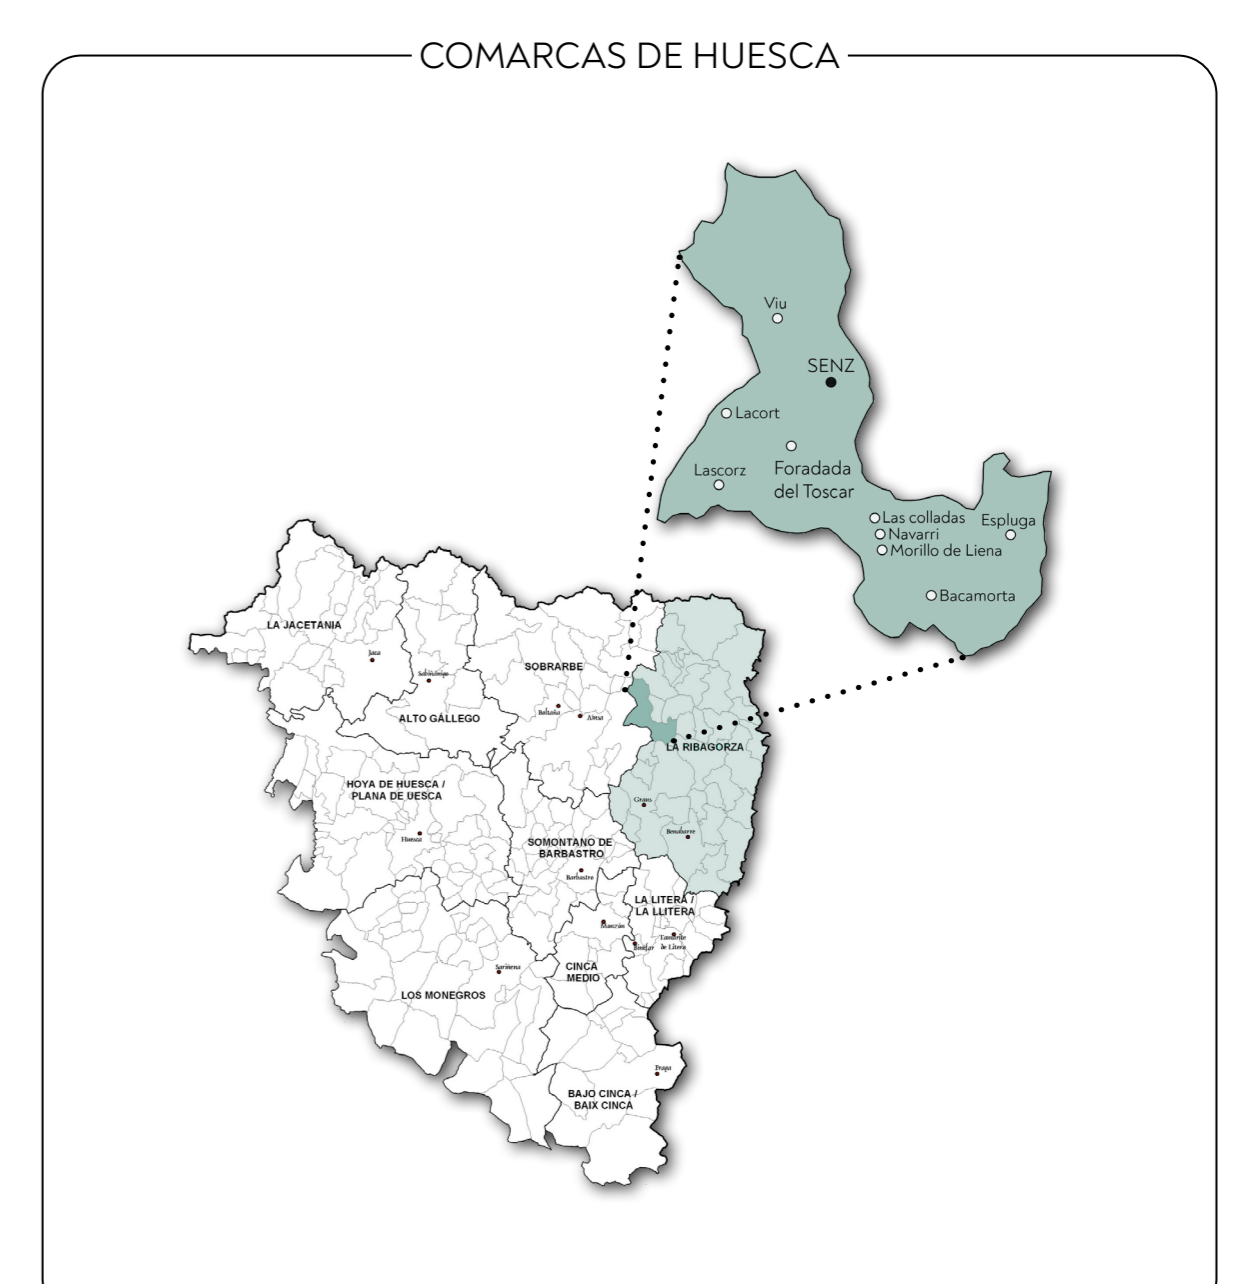 COMARCAS DE HUESCA
Viu
SENZ
Lacort
Lascorz
Foradada
del Toscar
Las colladas
Espluga
Navarri
Morillo de Liena
Bacamorta
LA JACETANIA
Jaca
Sabiñánigo
SOBRARBE
ALTO GÁLLEGO
Boltaña
Aínsa
LA RIBAGORZA
HOYA DE HUESCA /
PLANA DE UESCA
Huesca
Graus
Benabarre
SOMONTANO DE
BARBASTRO
Barbastro
LA LITERA /
LA LLITERA
Monzón
Binéfar
Tamarite
de Litera
CINCA
MEDIO
Sariñena
LOS MONEGROS
Fraga
BAJO CINCA /
BAIX CINCA